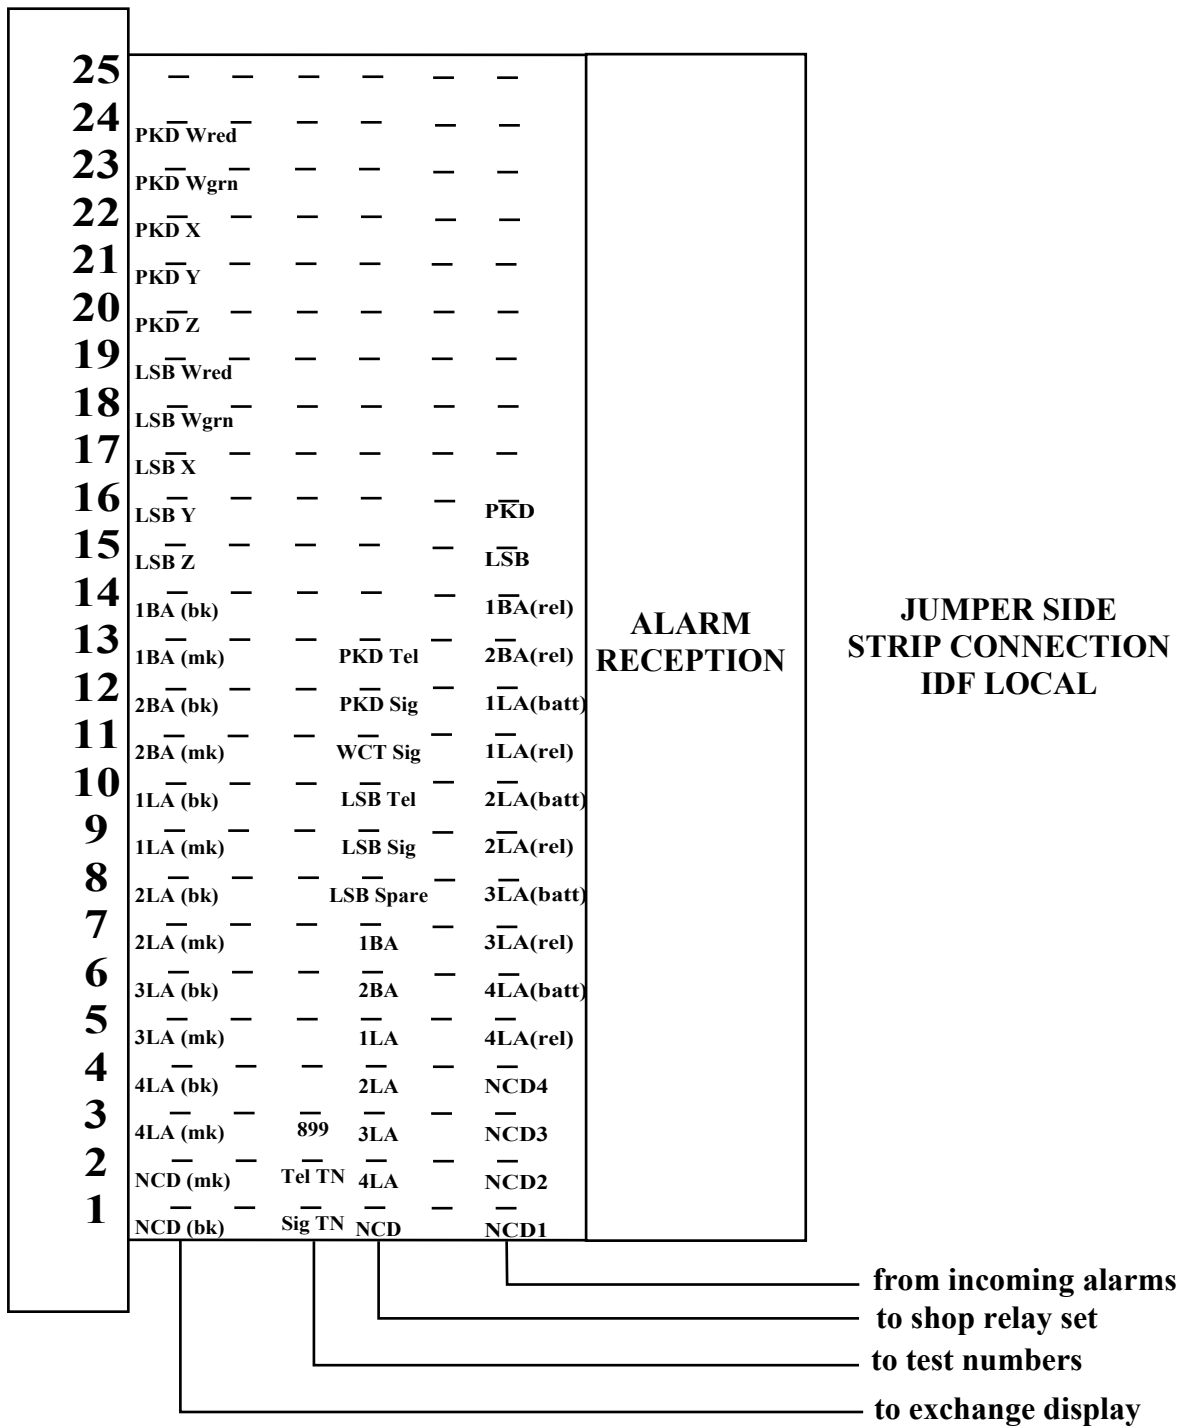 25
24 PKD Wred
23 PKD Wgrn
22 PKD X
21 PKD Y
20 PKD Z
19 LSB Wred
18 LSB Wgrn
17 LSB X
16 LSB Y PKD
15 LSB Z LSB
14 1BA (bk) 1BA(rel)
13 1BA (mk) PKD Tel 2BA(rel)
12 2BA (bk) PKD Sig 1LA(batt)
11 2BA (mk) WCT Sig 1LA(rel)
10 1LA (bk) LSB Tel 2LA(batt)
9 1LA (mk) LSB Sig 2LA(rel)
8 2LA (bk) LSB Spare 3LA(batt)
7 2LA (mk) 1BA 3LA(rel)
6 3LA (bk) 2BA 4LA(batt)
5 3LA (mk) 1LA 4LA(rel)
4 4LA (bk) 2LA NCD4
3 4LA (mk) 899 3LA NCD3
2 NCD (mk) Tel TN 4LA NCD2
1 NCD (bk) Sig TN NCD NCD1
ALARM
RECEPTION
JUMPER SIDE
STRIP CONNECTION
IDF LOCAL
from incoming alarms
to shop relay set
to test numbers
to exchange display